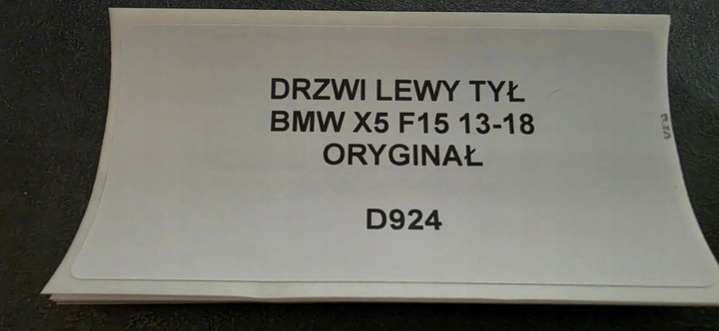 DRZWI LEWY TYŁ
BMW X5 F15 13-18
ORYGINAŁ
D924